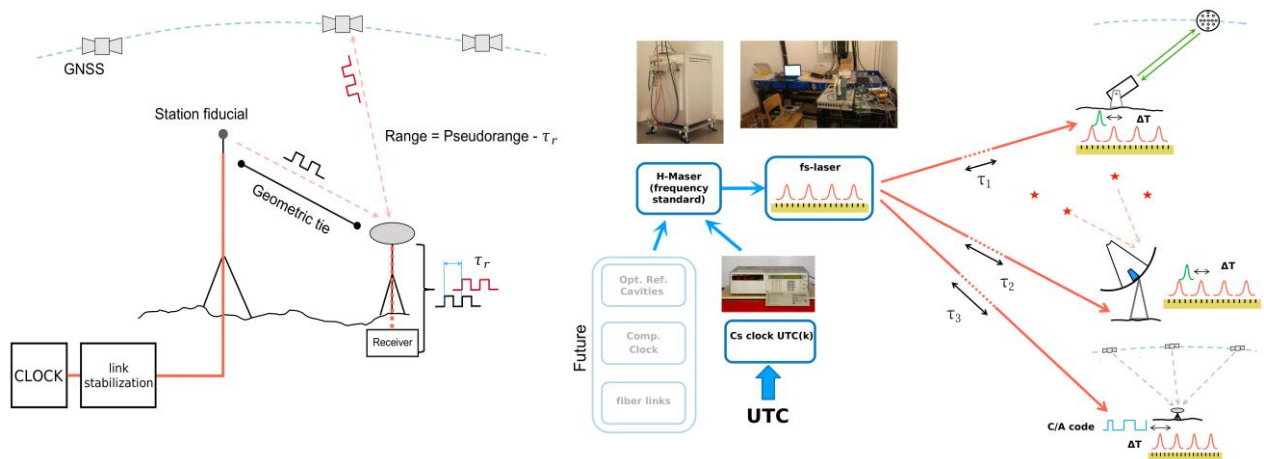 GNSS
Station fiducial
Range = Pseudorange - τr
Geometric tie
τr
Receiver
CLOCK
link
stabilization
H-Maser
(frequency
standard)
fs-laser
Future
Opt. Ref.
Cavities
Comp.
Clock
fiber links
Cs clock UTC(k)
UTC
τ1
τ2
τ3
ΔT
ΔT
C/A code
ΔT